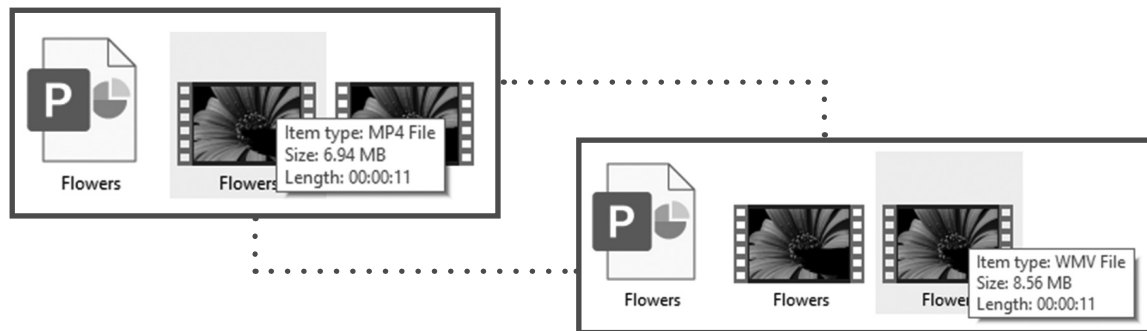 P
Item type: MP4 File
Size: 6.94 MB
Length: 00:00:11
Flowers
Flowers
P
Item type: WMV File
Size: 8.56 MB
Length: 00:00:11
Flowers
Flowers
Flower